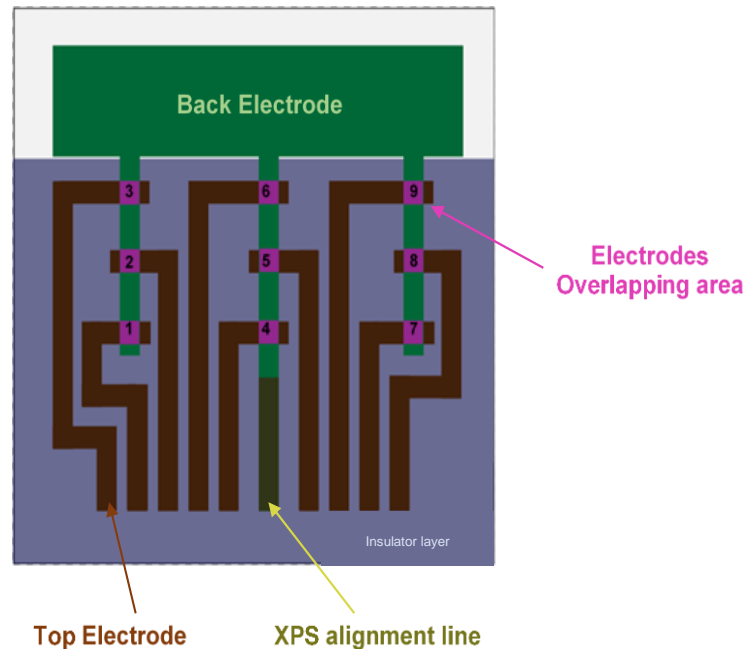 Back Electrode
3 6 9
2 5 8
1 4 7
Electrodes
Overlapping area
Insulator layer
Top Electrode
XPS alignment line